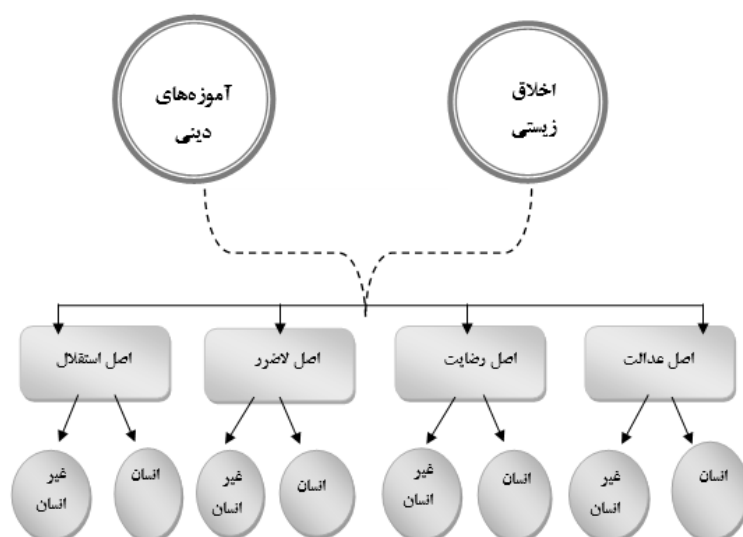 اخلاق
زیستی
آموزه‌های
دینی
اصل عدالت
اصل رضایت
اصل لاضرر
اصل استقلال
انسان
غیر
انسان
انسان
غیر
انسان
انسان
غیر
انسان
انسان
غیر
انسان